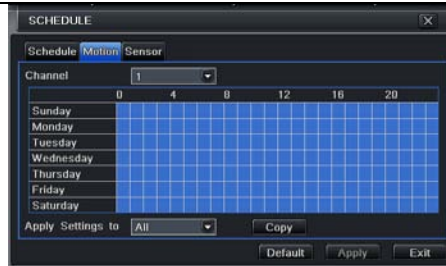 SCHEDULE
Schedule Motion Sensor
Channel 1
0 4 8 12 16 20
Sunday
Monday
Tuesday
Wednesday
Thursday
Friday
Saturday
Apply Settings to All Copy
Default Apply Exit